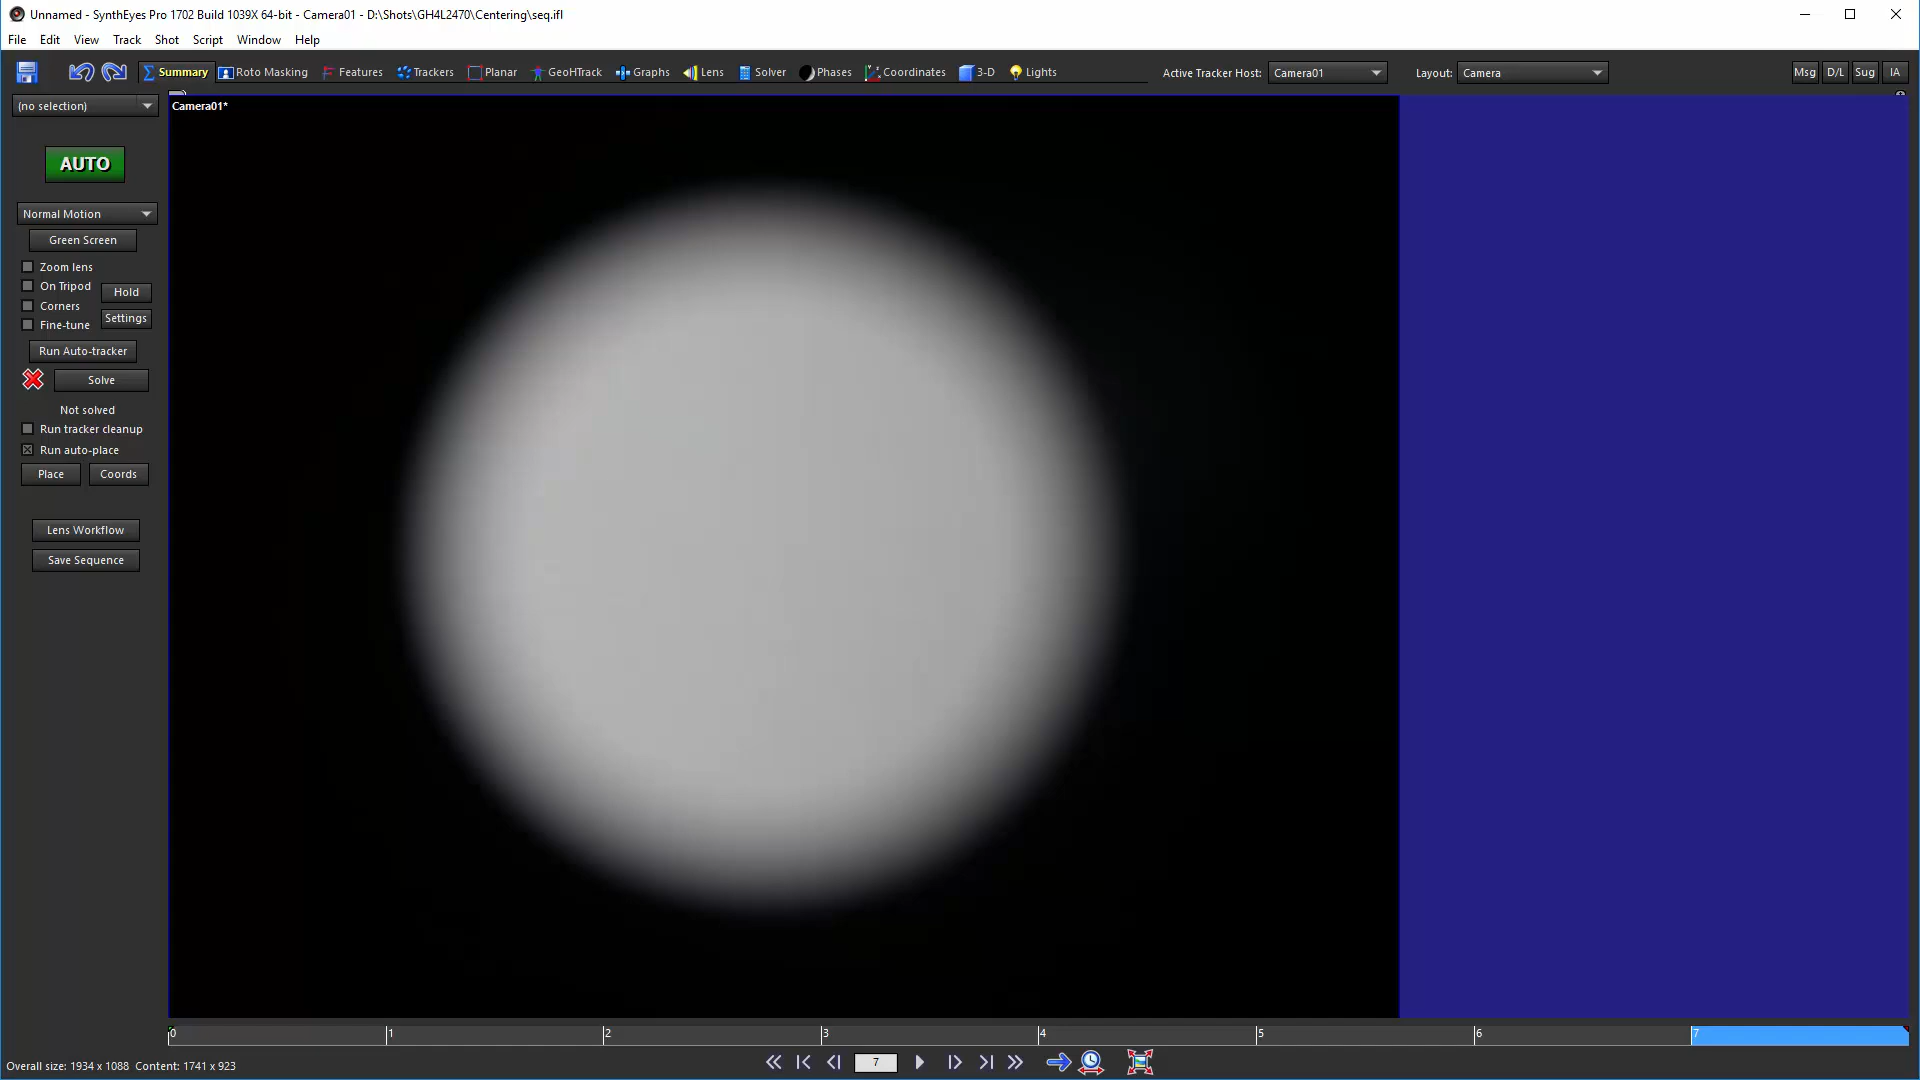 Unnamed - SynthEyes Pro 1702 Build 1039X 64-bit - Camera01 - D:\Shots\GH4L2470\Centering\seq.ifl
File Edit View Track Shot Script Window Help
Summary Roto Masking Features Trackers Planar GeoHTrack Graphs Lens Solver Phases Coordinates 3-D Lights Active Tracker Host: Camera01 Layout: Camera Msg D/L Sug IA
(no selection)
Camera01*
AUTO
Normal Motion
Green Screen
Zoom lens
On Tripod
Hold
Corners
Settings
Fine-tune
Run Auto-tracker
Solve
Not solved
Run tracker cleanup
Run auto-place
Place Coords
Lens Workflow
Save Sequence
0 1 2 3 4 5 6 7
7
Overall size: 1934 x 1088 Content: 1741 x 923